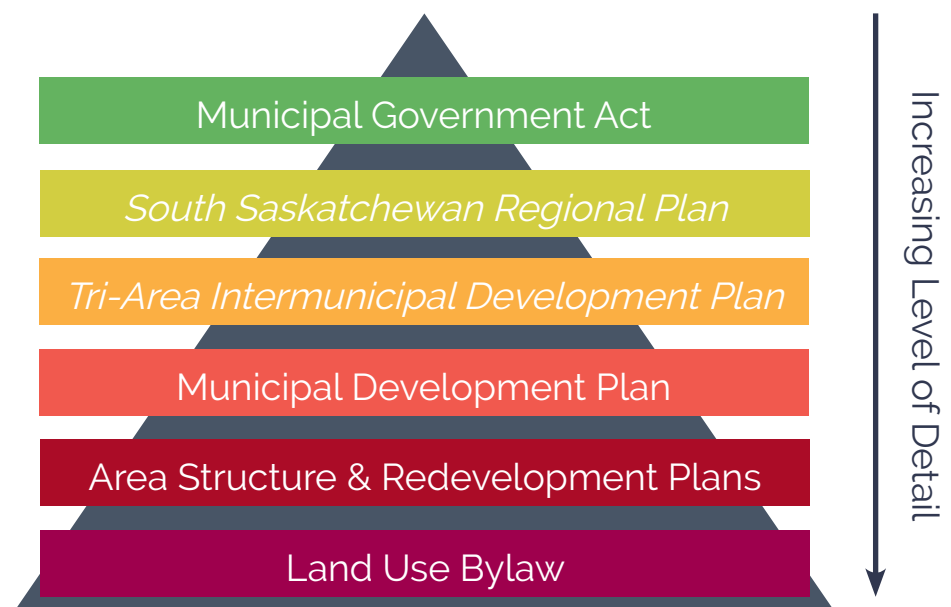 Municipal Government Act
South Saskatchewan Regional Plan
Tri-Area Intermunicipal Development Plan
Municipal Development Plan
Area Structure & Redevelopment Plans
Land Use Bylaw
Increasing Level of Detail